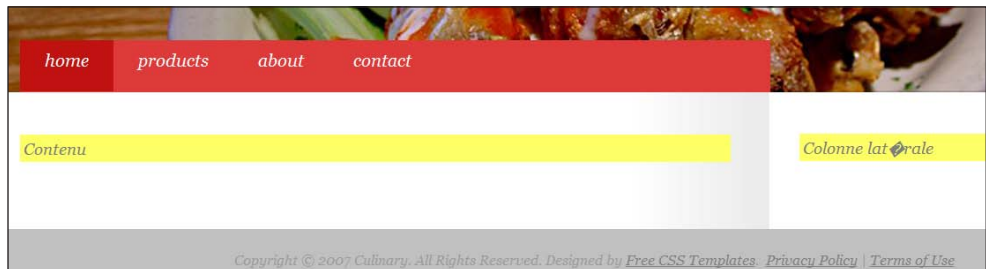 home products about contact
Contenu
Colonne lat�rale
Copyright © 2007 Culinary. All Rights Reserved. Designed by Free CSS Templates. Privacy Policy | Terms of Use